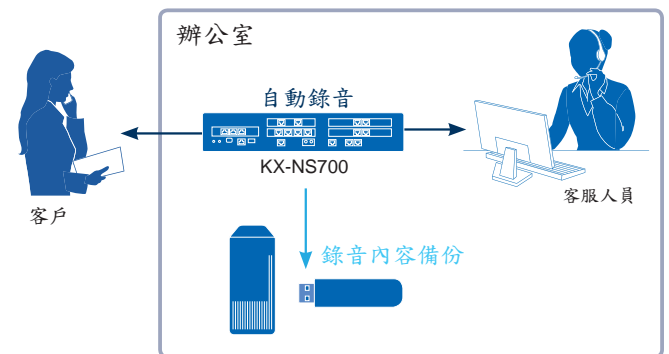 辦公室
自動錄音
KX-NS700
客戶
客服人員
錄音內容備份